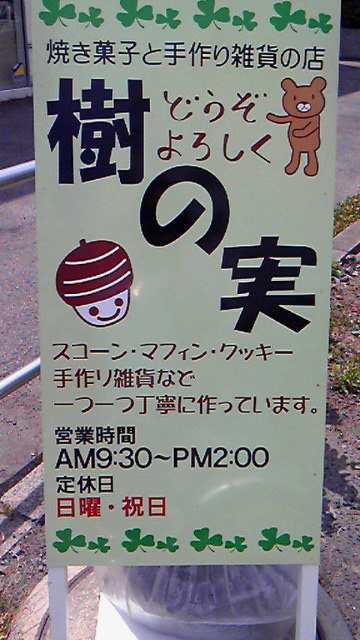 焼き菓子と手作り雑貨の店
樹の実
どうぞ
よろしく
スコーン・マフィン・クッキー
手作り雑貨など
一つ一つ丁寧に作っています。
営業時間
AM9:30～PM2:00
定休日
日曜・祝日